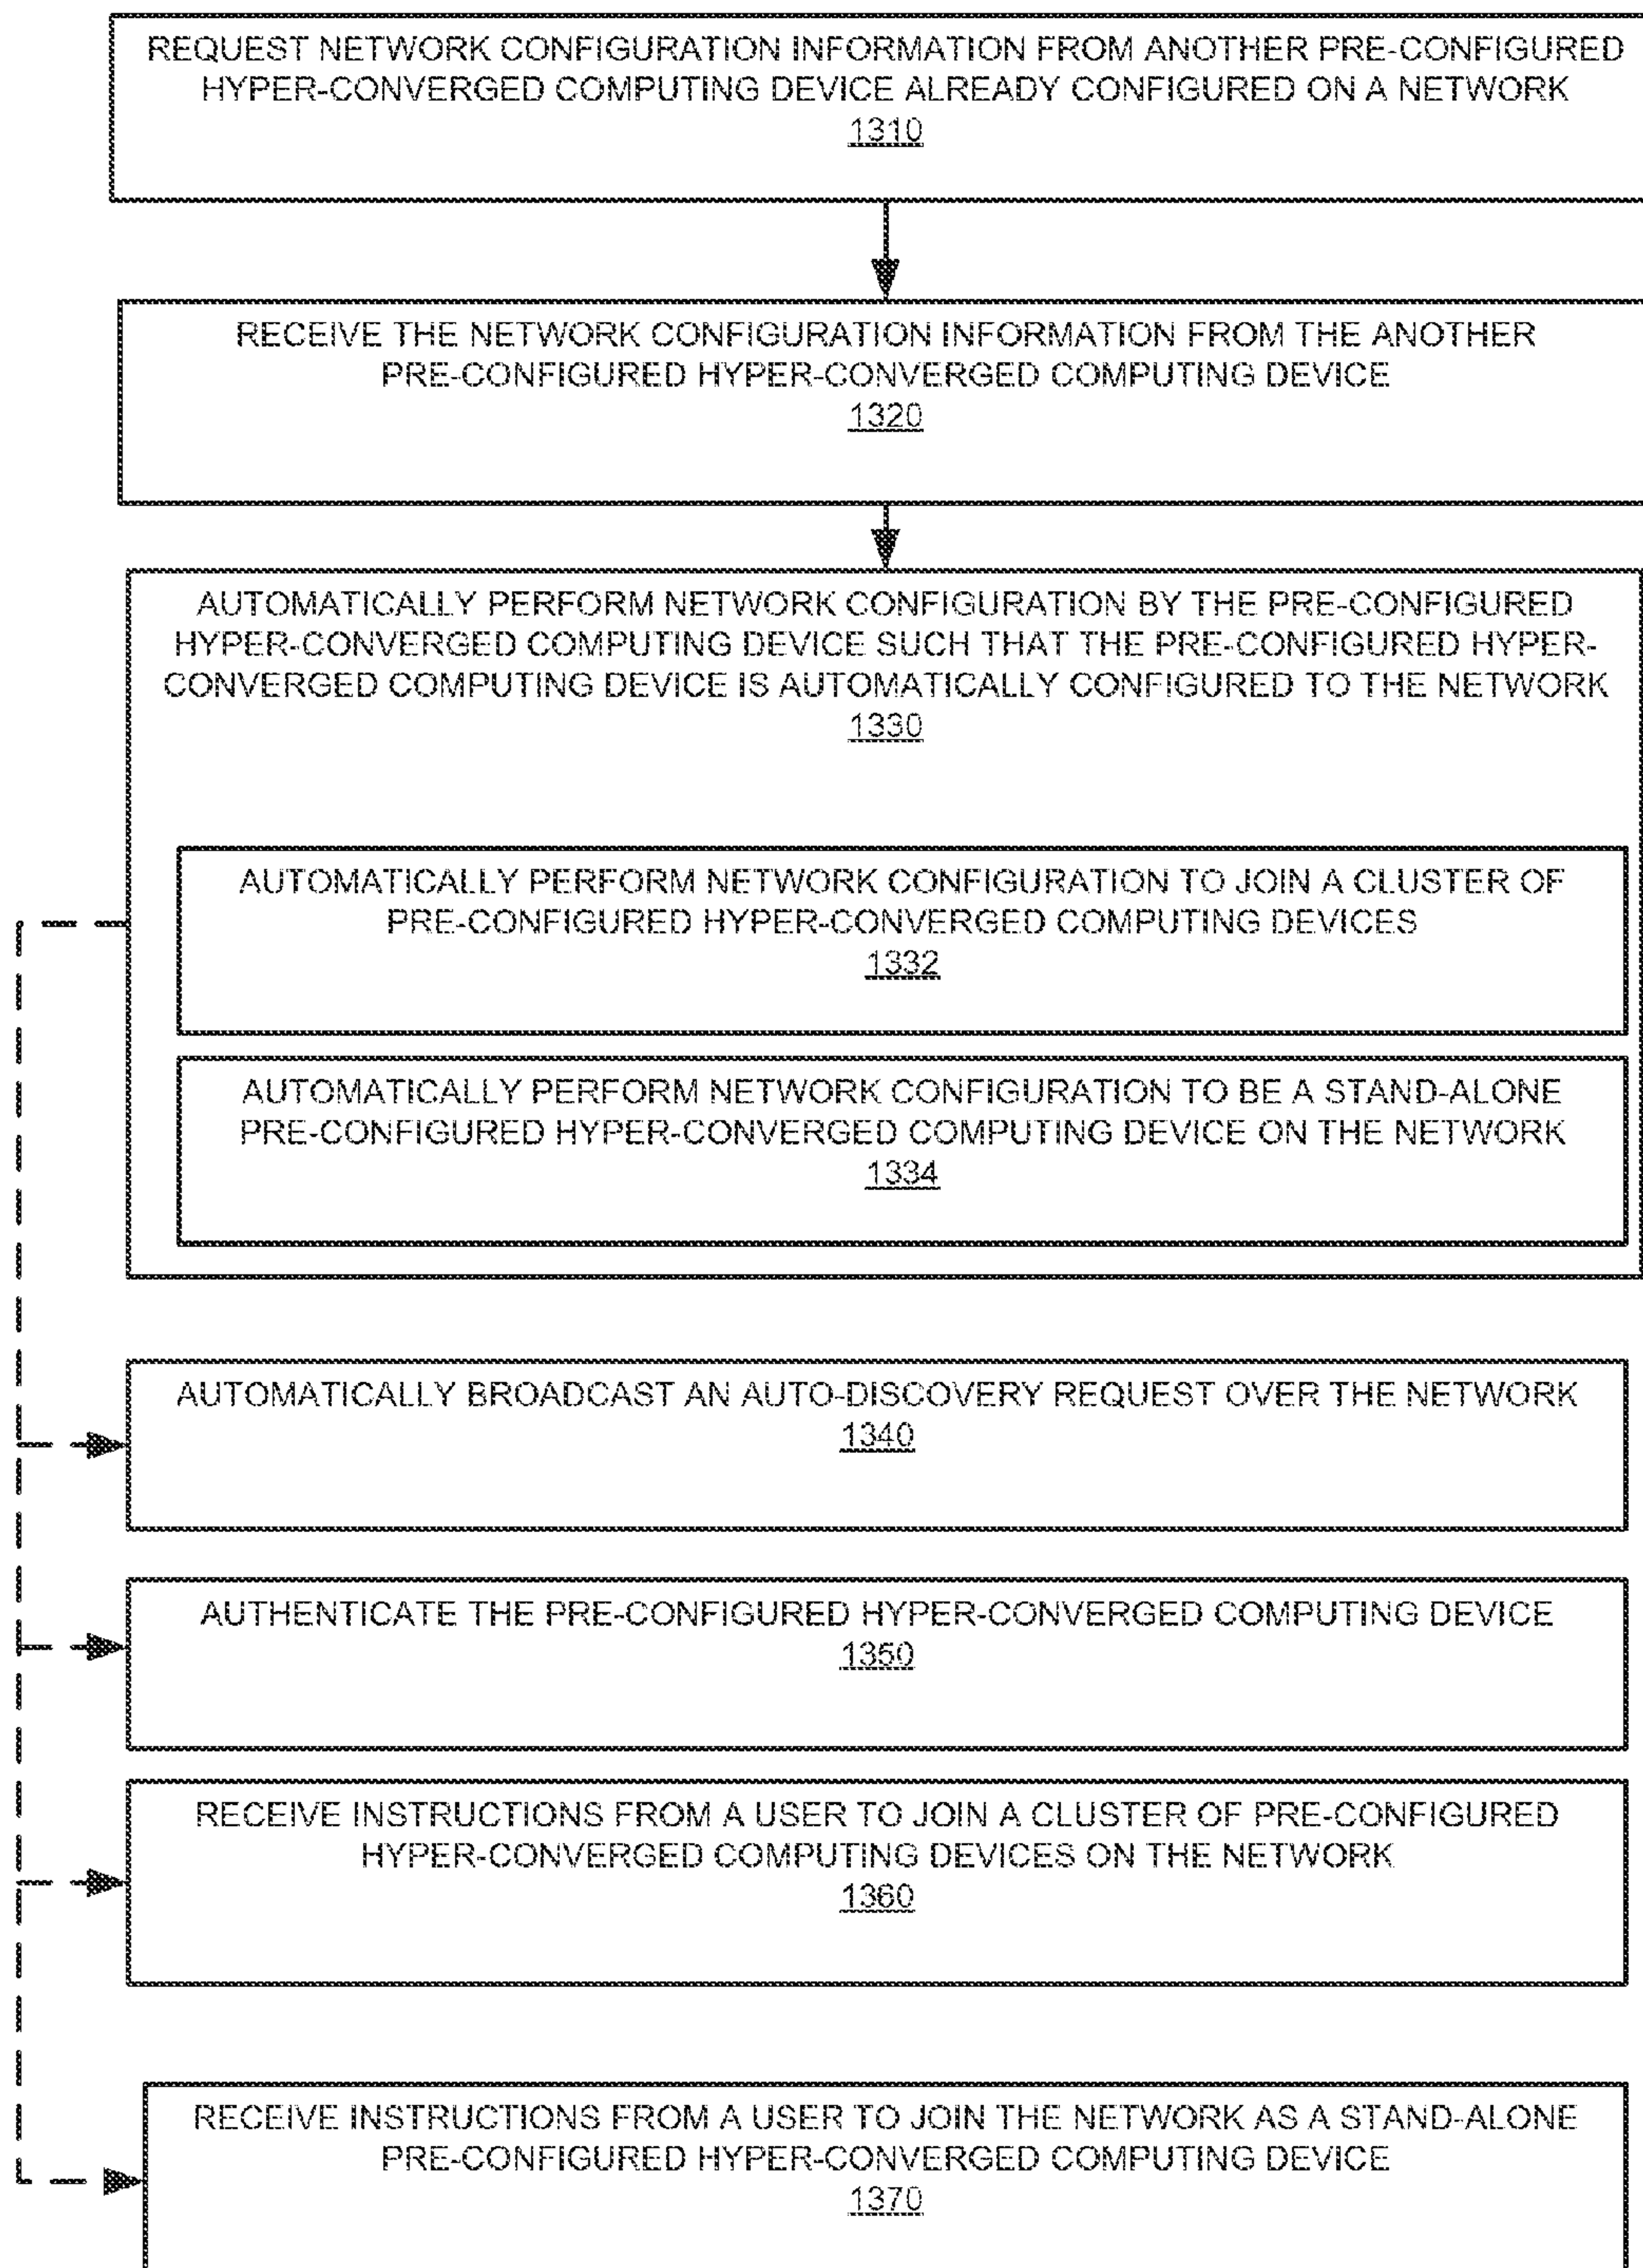 REQUEST NETWORK CONFIGURATION INFORMATION FROM ANOTHER PRE-CONFIGURED
HYPER-CONVERGED COMPUTING DEVICE ALREADY CONFIGURED ON A NETWORK
1310
RECEIVE THE NETWORK CONFIGURATION INFORMATION FROM THE ANOTHER
PRE-CONFIGURED HYPER-CONVERGED COMPUTING DEVICE
1320
AUTOMATICALLY PERFORM NETWORK CONFIGURATION BY THE PRE-CONFIGURED
HYPER-CONVERGED COMPUTING DEVICE SUCH THAT THE PRE-CONFIGURED HYPER-
CONVERGED COMPUTING DEVICE IS AUTOMATICALLY CONFIGURED TO THE NETWORK
1330
AUTOMATICALLY PERFORM NETWORK CONFIGURATION TO JOIN A CLUSTER OF
PRE-CONFIGURED HYPER-CONVERGED COMPUTING DEVICES
1332
AUTOMATICALLY PERFORM NETWORK CONFIGURATION TO BE A STAND-ALONE
PRE-CONFIGURED HYPER-CONVERGED COMPUTING DEVICE ON THE NETWORK
1334
AUTOMATICALLY BROADCAST AN AUTO-DISCOVERY REQUEST OVER THE NETWORK
1340
AUTHENTICATE THE PRE-CONFIGURED HYPER-CONVERGED COMPUTING DEVICE
1350
RECEIVE INSTRUCTIONS FROM A USER TO JOIN A CLUSTER OF PRE-CONFIGURED
HYPER-CONVERGED COMPUTING DEVICES ON THE NETWORK
1360
RECEIVE INSTRUCTIONS FROM A USER TO JOIN THE NETWORK AS A STAND-ALONE
PRE-CONFIGURED HYPER-CONVERGED COMPUTING DEVICE
1370